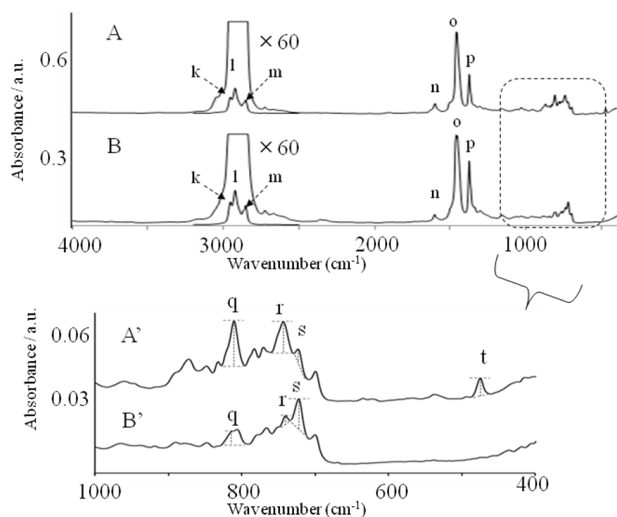 A
× 60
o
0.6
k
l
m
n
p
Absorbance / a.u.
B
× 60
o
0.3
k
l
m
n
p
4000
3000
2000
1000
Wavenumber (cm-1)
q
r
s
0.06
A’
t
Absorbance / a.u.
0.03
B’
q
r
s
1000
800
600
400
Wavenumber (cm-1)